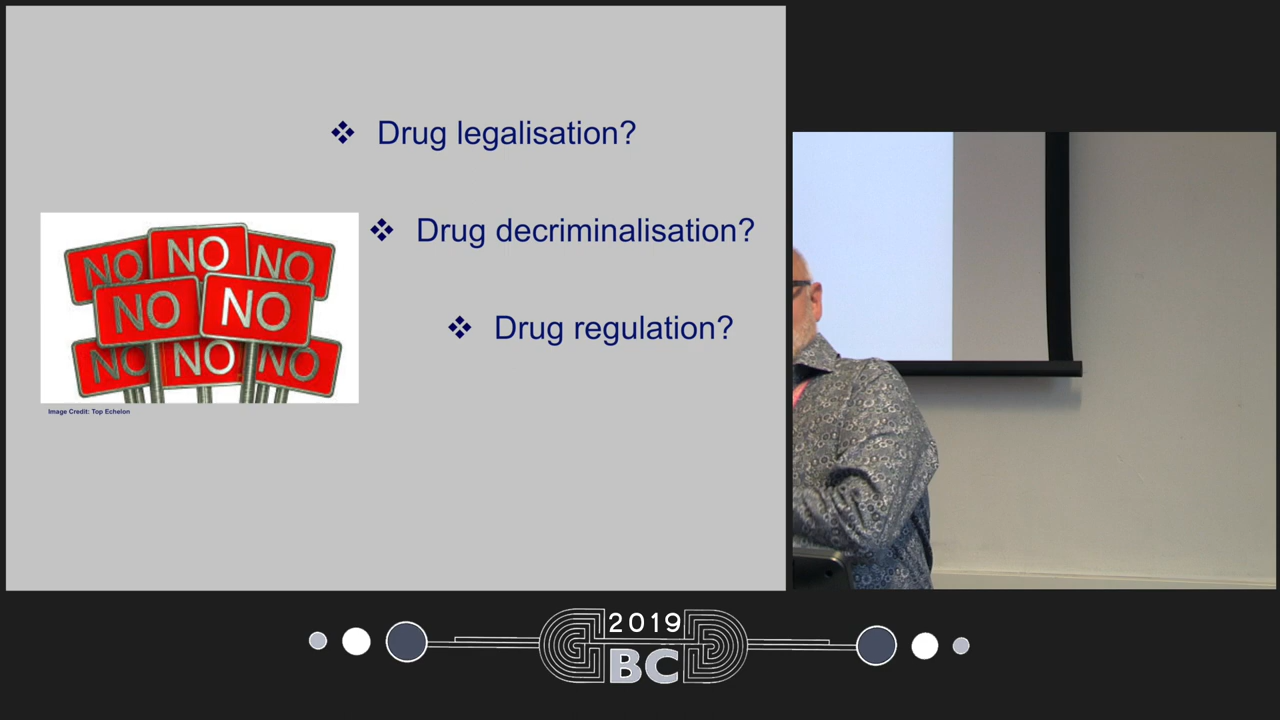 ❖ Drug legalisation?
❖ Drug decriminalisation?
❖ Drug regulation?
NO NO NO
NO NO
NO NO NO
Image Credit: Top Echelon
2019
BC